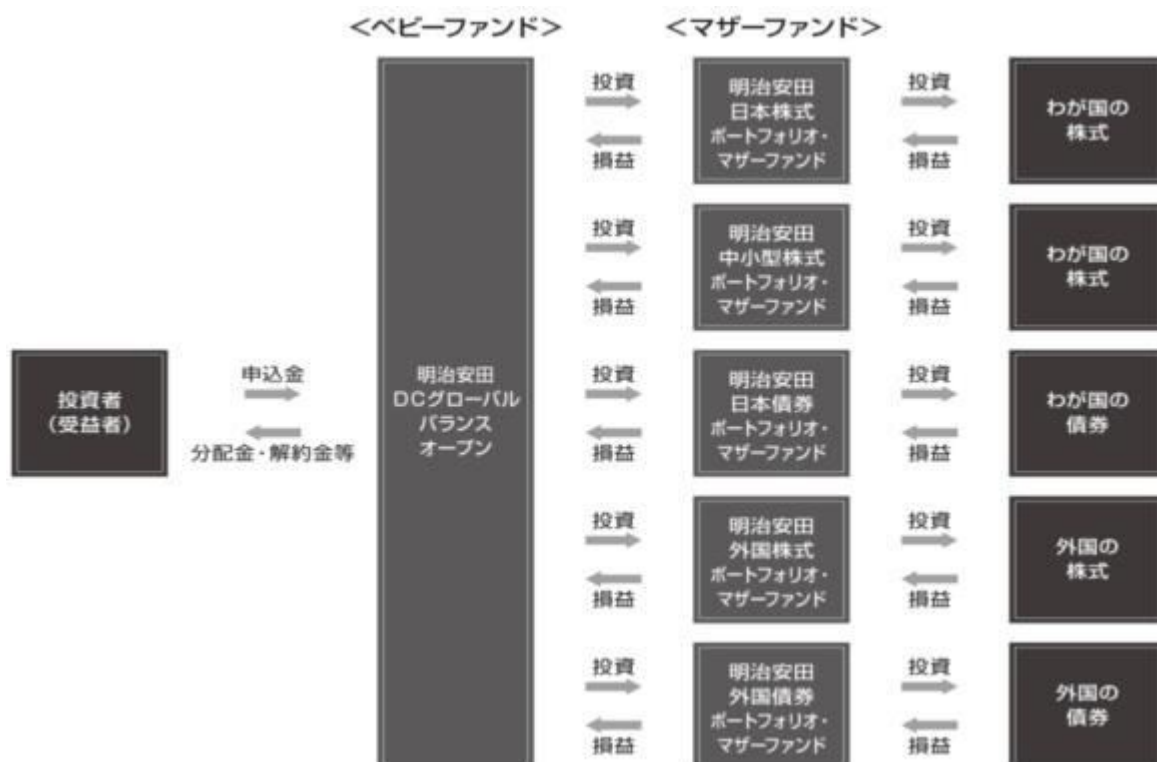 ＜ベビーファンド＞
＜マザーファンド＞
投資
損益
明治安田
日本株式
ポートフォリオ・
マザーファンド
投資
損益
わが国の
株式
投資
損益
明治安田
中小型株式
ポートフォリオ・
マザーファンド
投資
損益
わが国の
株式
投資者
（受益者）
申込金
分配金・解約金等
明治安田
DCグローバル
バランス
オープン
投資
損益
明治安田
日本債券
ポートフォリオ・
マザーファンド
投資
損益
わが国の
債券
投資
損益
明治安田
外国株式
ポートフォリオ・
マザーファンド
投資
損益
外国の
株式
投資
損益
明治安田
外国債券
ポートフォリオ・
マザーファンド
投資
損益
外国の
債券